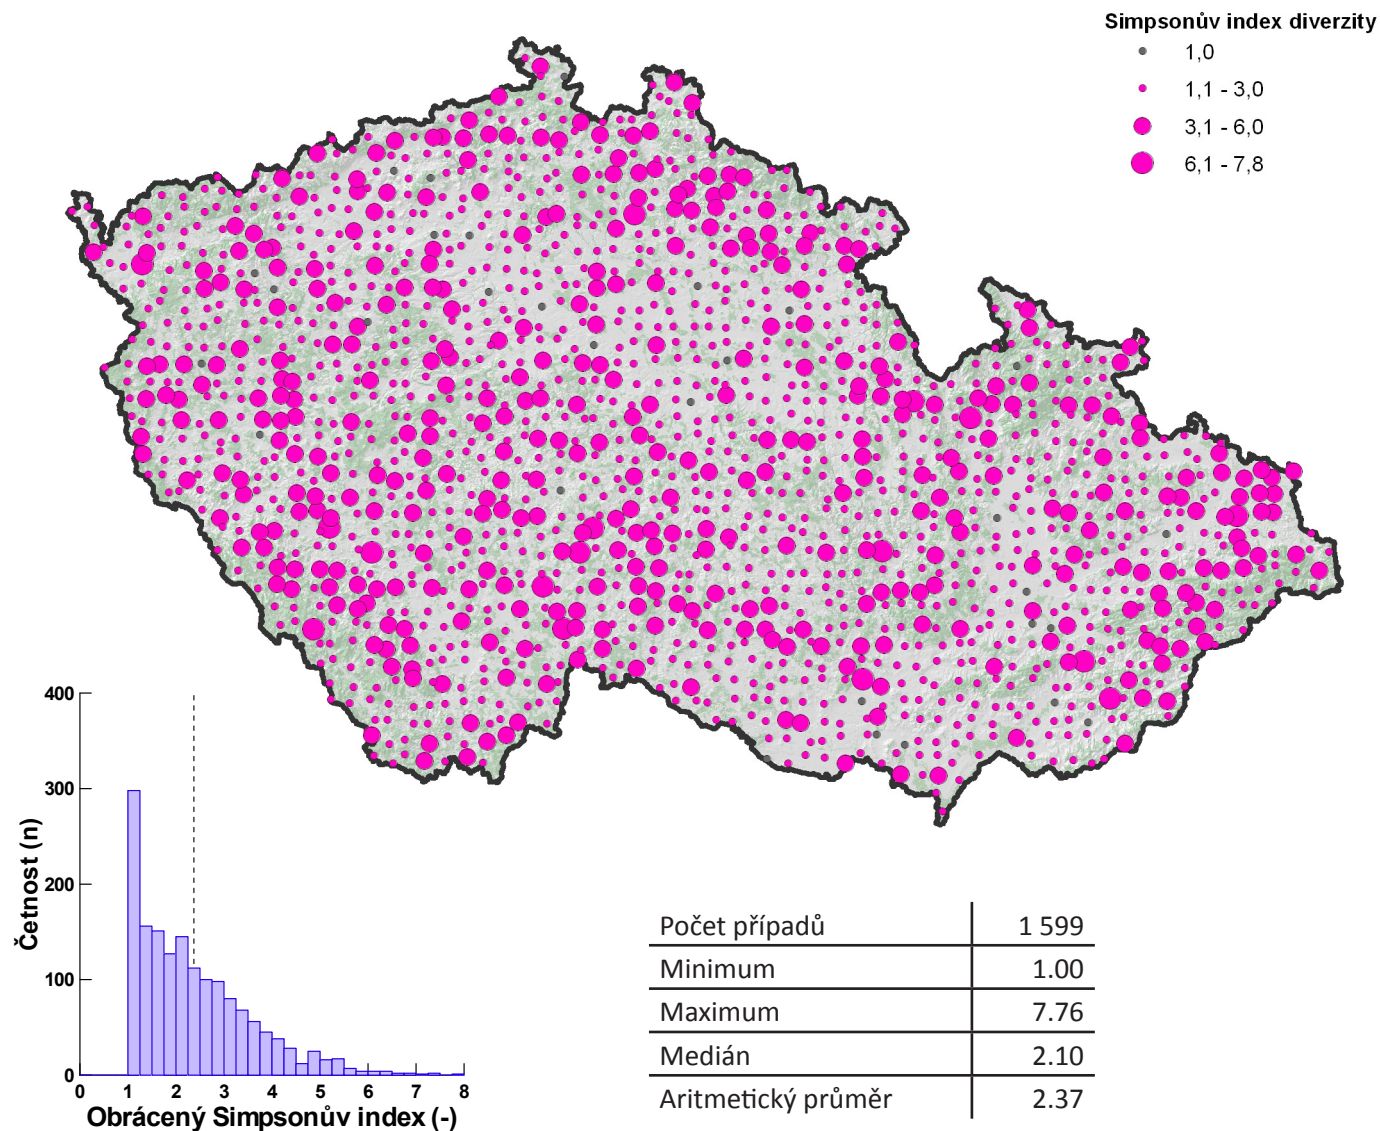 Simpsonův index diverzity
1,0
1,1 - 3,0
3,1 - 6,0
6,1 - 7,8
400
300
200
100
0
Četnost (n)
0 1 2 3 4 5 6 7 8
Obrácený Simpsonův index (-)
Počet případů 1 599
Minimum 1.00
Maximum 7.76
Medián 2.10
Aritmetický průměr 2.37